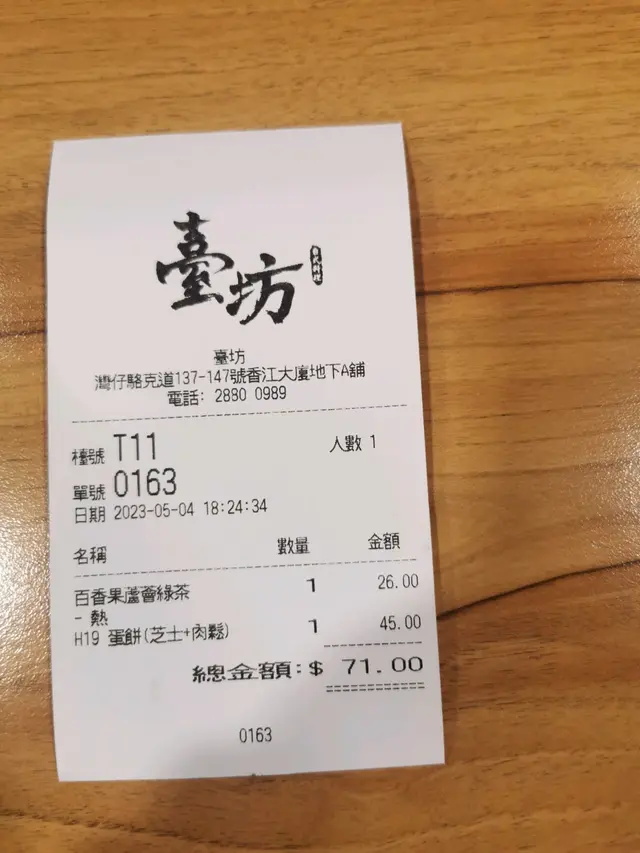 臺坊
臺坊
灣仔駱克道137-147號香江大廈地下A舖
電話: 2880 0989
檯號 T11 人數 1
單號 0163
日期 2023-05-04 18:24:34
名稱 數量 金額
百香果蘆薈綠茶 1 26.00
- 熱
H19 蛋餅(芝士+肉鬆) 1 45.00
總金額:$ 71.00
0163